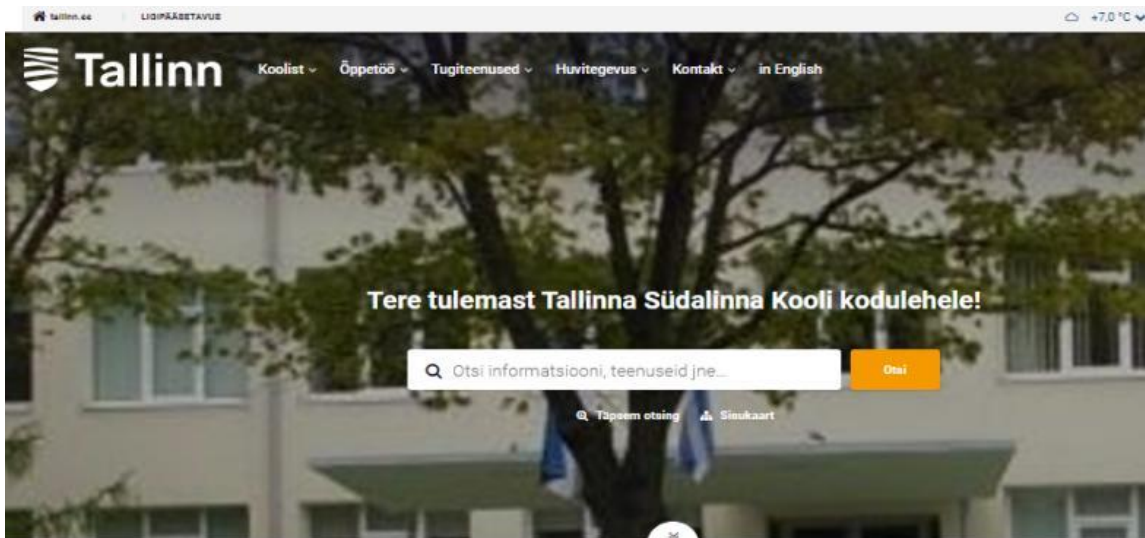 tallinn.ee LIGIPÄÄSETAVUS +7,0 °C
Tallinn Koolist Õppetöö Tugiteenused Huvitegevus Kontakt in English
Tere tulemast Tallinna Südalinna Kooli kodulehele!
Otsi informatsiooni, teenuseid jne... Otsi
Täpsem otsing Sisukaart